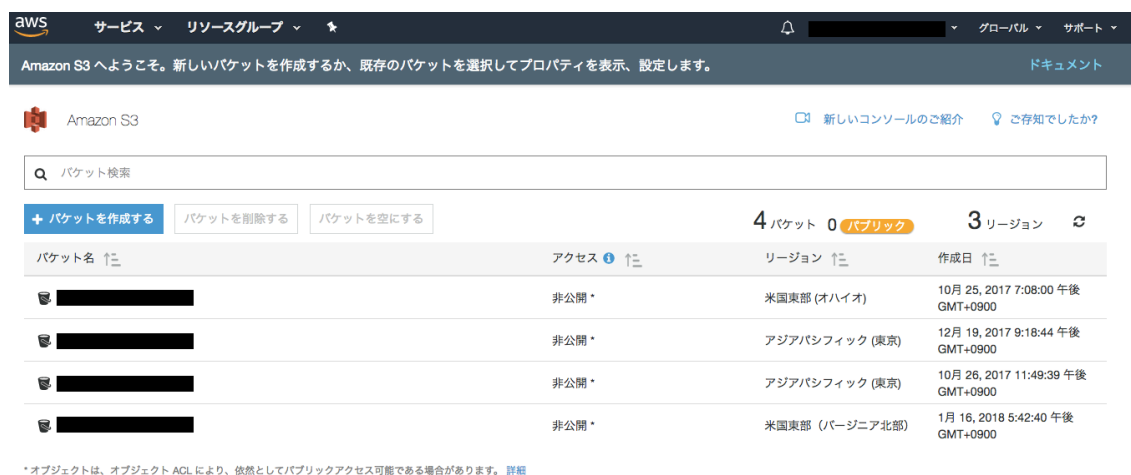 aws サービス リソースグループ グローバル サポート
Amazon S3 へようこそ。新しいバケットを作成するか、既存のバケットを選択してプロパティを表示、設定します。 ドキュメント
Amazon S3 新しいコンソールのご紹介 ご存知でしたか?
バケット検索
+ バケットを作成する バケットを削除する バケットを空にする 4 バケット 0 パブリック 3 リージョン
バケット名 アクセス リージョン 作成日
非公開 * 米国東部 (オハイオ) 10月 25, 2017 7:08:00 午後
GMT+0900
非公開 * アジアパシフィック (東京) 12月 19, 2017 9:18:44 午後
GMT+0900
非公開 * アジアパシフィック (東京) 10月 26, 2017 11:49:39 午後
GMT+0900
非公開 * 米国東部（バージニア北部） 1月 16, 2018 5:42:40 午後
GMT+0900
* オブジェクトは、オブジェクト ACL により、依然としてパブリックアクセス可能である場合があります。 詳細